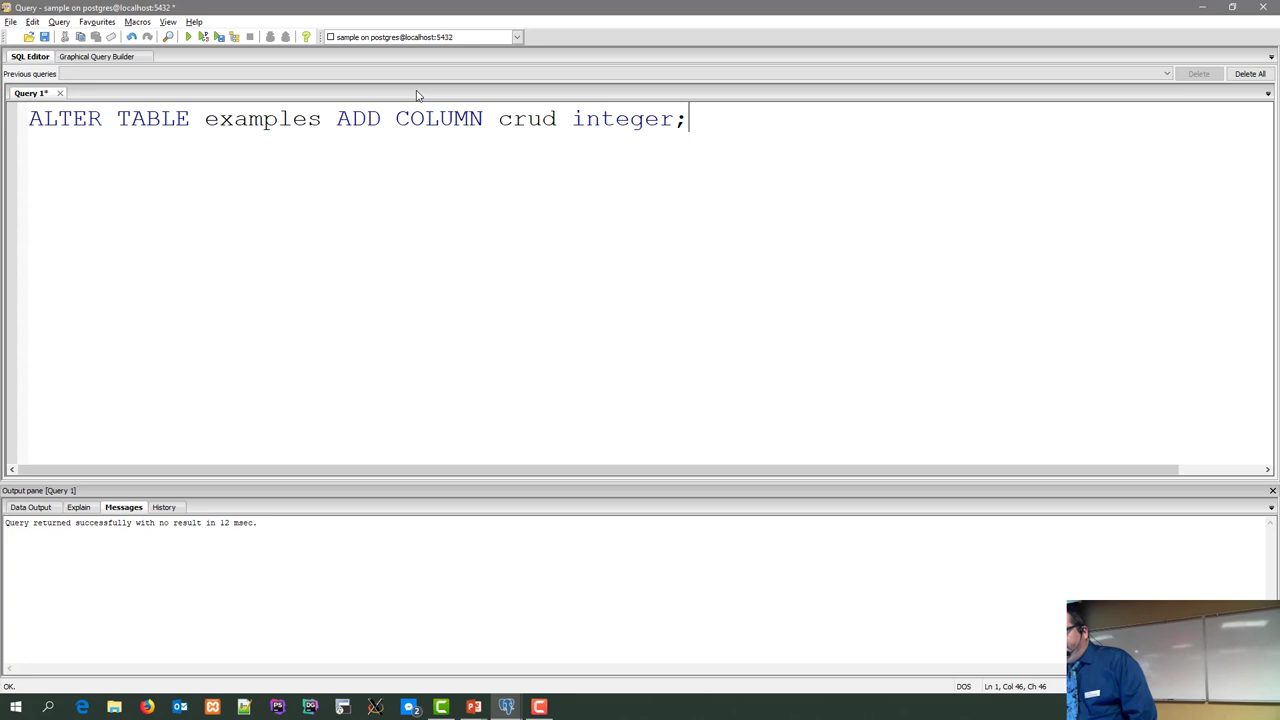 Query - sample on postgres@localhost:5432 *
File Edit Query Favourites Macros View Help
sample on postgres@localhost:5432
SQL Editor Graphical Query Builder
Previous queries Delete Delete All
Query 1*
ALTER TABLE examples ADD COLUMN crud integer;
Output pane [Query 1]
Data Output Explain Messages History
Query returned successfully with no result in 12 msec.
OK. DOS Ln 1, Col 46, Ch 46
PS DG 2